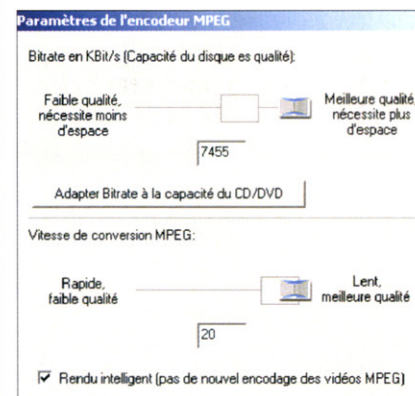 Paramètres de l'encodeur MPEG
Bitrate en KBit/s (Capacité du disque es qualité):
Faible qualité,
nécessite moins
d'espace
Meilleure qualité,
nécessite plus
d'espace
7455
Adapter Bitrate à la capacité du CD/DVD
Vitesse de conversion MPEG:
Rapide,
faible qualité
Lent,
meilleure qualité
20
Rendu intelligent (pas de nouvel encodage des vidéos MPEG)